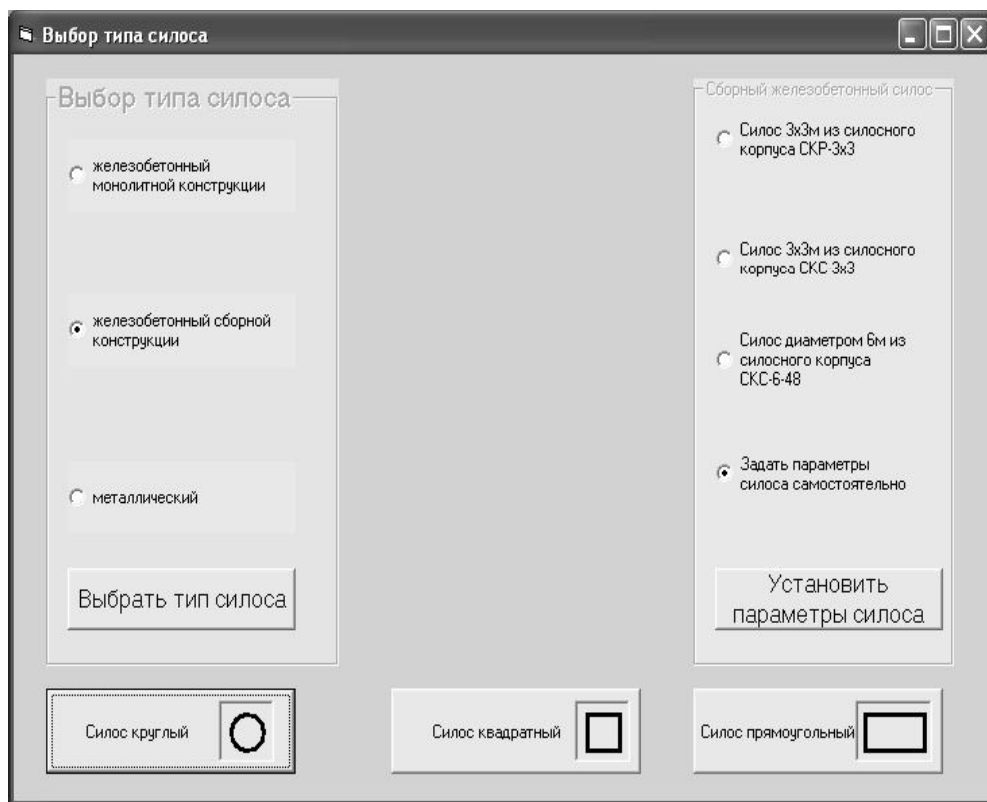 Выбор типа силоса
Выбор типа силоса
железобетонный
монолитной конструкции
железобетонный сборной
конструкции
металлический
Выбрать тип силоса
Сборный железобетонный силос
Силос 3х3м из силосного
корпуса СКР-3х3
Силос 3х3м из силосного
корпуса СКС 3х3
Силос диаметром 6м из
силосного корпуса
СКС-6-48
Задать параметры
силоса самостоятельно
Установить
параметры силоса
Силос круглый
Силос квадратный
Силос прямоугольный